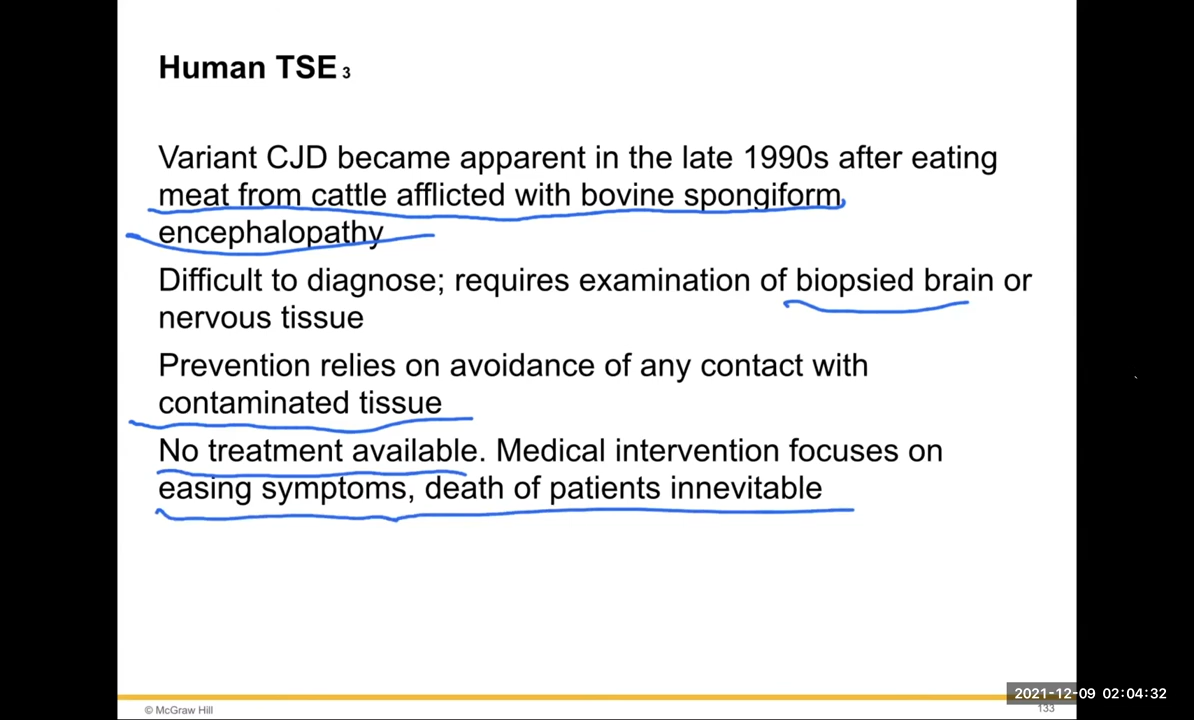 Human TSE 3
Variant CJD became apparent in the late 1990s after eating
meat from cattle afflicted with bovine spongiform
encephalopathy
Difficult to diagnose; requires examination of biopsied brain or
nervous tissue
Prevention relies on avoidance of any contact with
contaminated tissue
No treatment available. Medical intervention focuses on
easing symptoms, death of patients innevitable
2021-12-09 02:04:32
© McGraw Hill
133